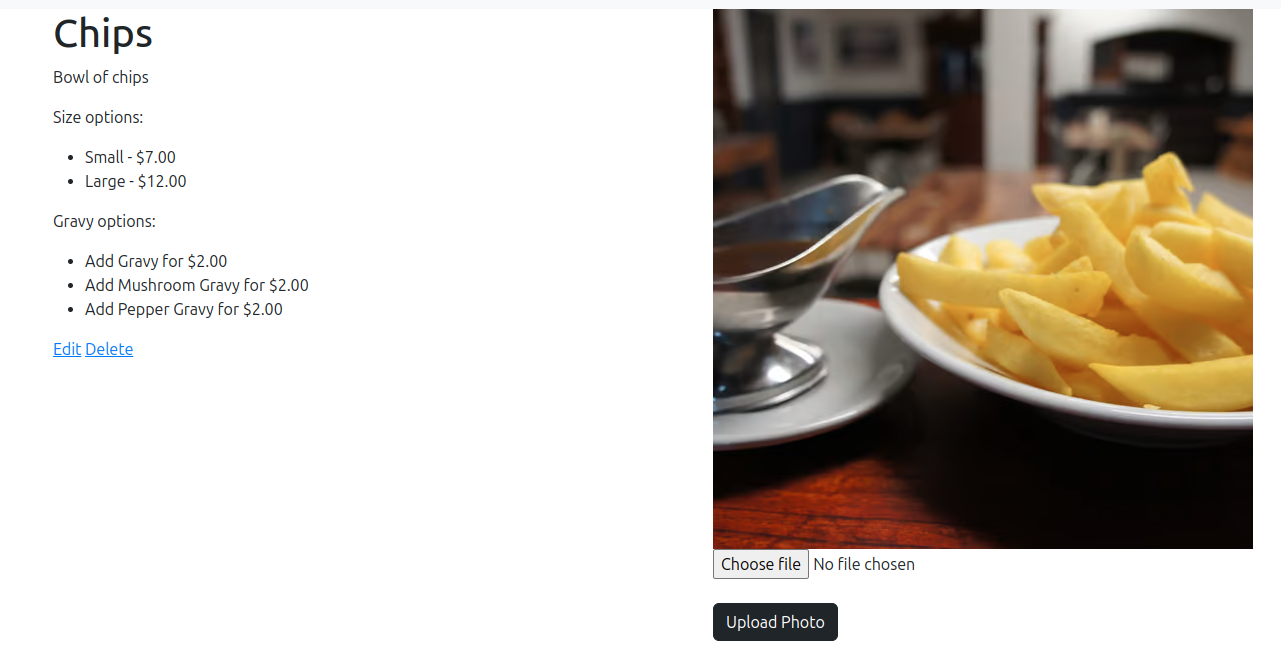 Chips
Bowl of chips
Size options:
Small - $7.00
Large - $12.00
Gravy options:
Add Gravy for $2.00
Add Mushroom Gravy for $2.00
Add Pepper Gravy for $2.00
Edit Delete
Choose file No file chosen
Upload Photo